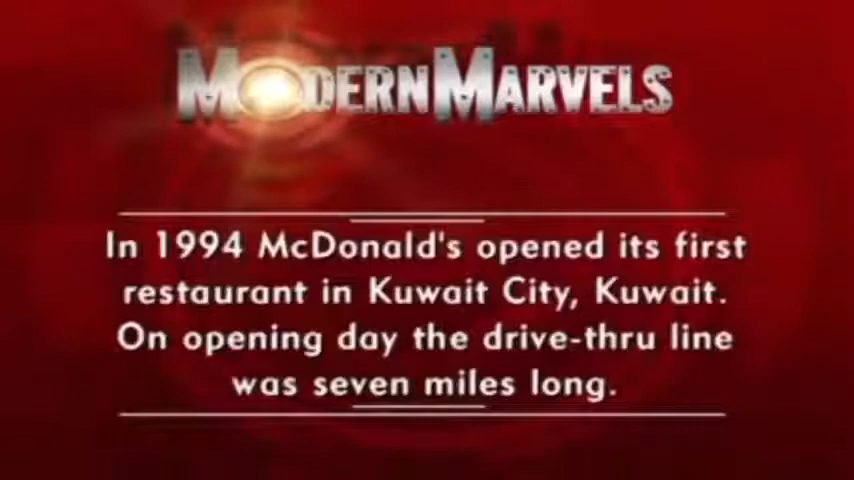 MODERN MARVELS
In 1994 McDonald's opened its first
restaurant in Kuwait City, Kuwait.
On opening day the drive-thru line
was seven miles long.